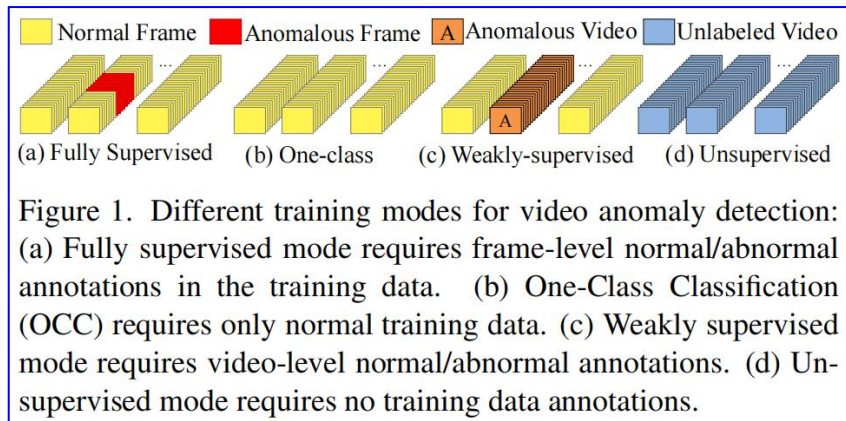 Normal Frame Anomalous Frame A Anomalous Video Unlabeled Video
... ... ... ...
A
(a) Fully Supervised (b) One-class (c) Weakly-supervised (d) Unsupervised
Figure 1. Different training modes for video anomaly detection:
(a) Fully supervised mode requires frame-level normal/abnormal
annotations in the training data. (b) One-Class Classification
(OCC) requires only normal training data. (c) Weakly supervised
mode requires video-level normal/abnormal annotations. (d) Un-
supervised mode requires no training data annotations.